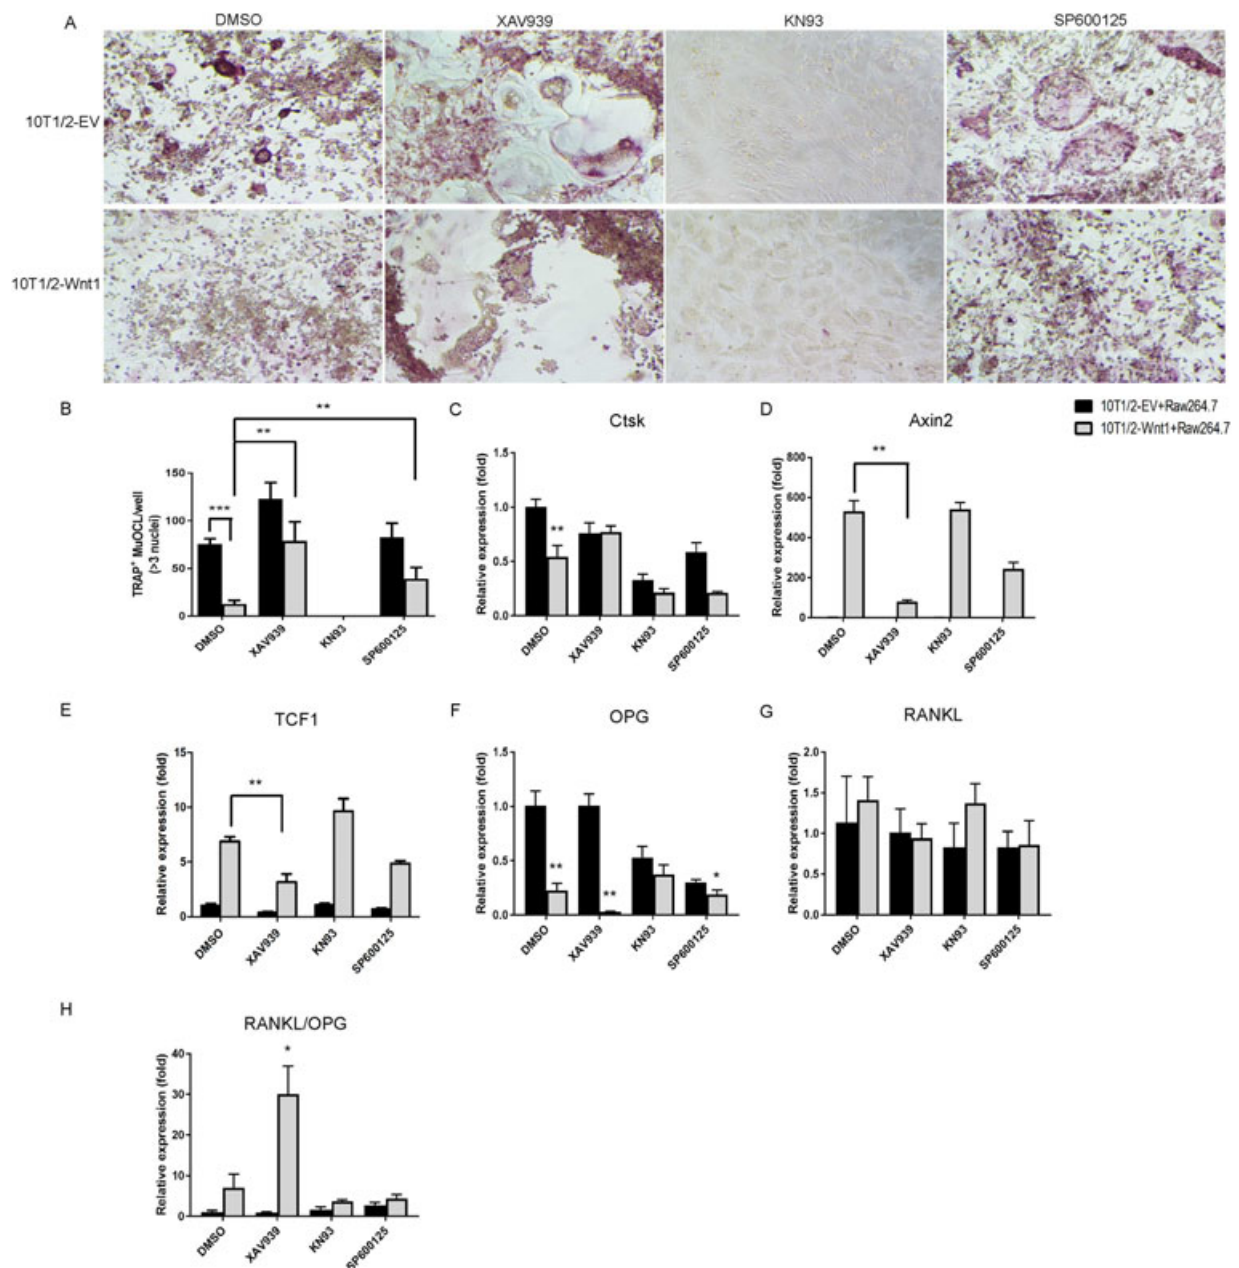 A
DMSO XAV939 KN93 SP600125
10T1/2-EV
10T1/2-Wnt1
B
**
**
***
TRAP+ MuOCL/well
(>3 nuclei)
150
100
50
0
DMSO XAV939 KN93 SP600125
C
Ctsk
Relative expression (fold)
1.5
1.0
0.5
0.0
**
DMSO XAV939 KN93 SP600125
D
Axin2
Relative expression (fold)
800
600
400
200
0
**
DMSO XAV939 KN93 SP600125
10T1/2-EV+Raw264.7
10T1/2-Wnt1+Raw264.7
E
TCF1
Relative expression (fold)
15
10
5
0
**
DMSO XAV939 KN93 SP600125
F
OPG
Relative expression (fold)
1.5
1.0
0.5
0.0
**
**
*
DMSO XAV939 KN93 SP600125
G
RANKL
Relative expression (fold)
2.0
1.5
1.0
0.5
0.0
DMSO XAV939 KN93 SP600125
H
RANKL/OPG
Relative expression (fold)
40
30
20
10
0
*
DMSO XAV939 KN93 SP600125